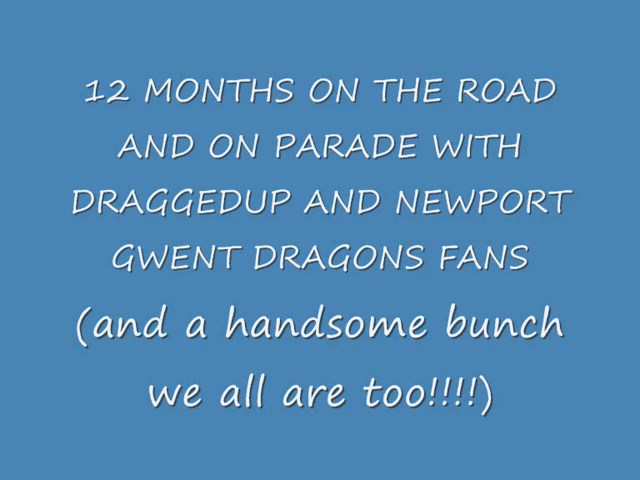 12 MONTHS ON THE ROAD
AND ON PARADE WITH
DRAGGEDUP AND NEWPORT
GWENT DRAGONS FANS
(and a handsome bunch
we all are too!!!!)